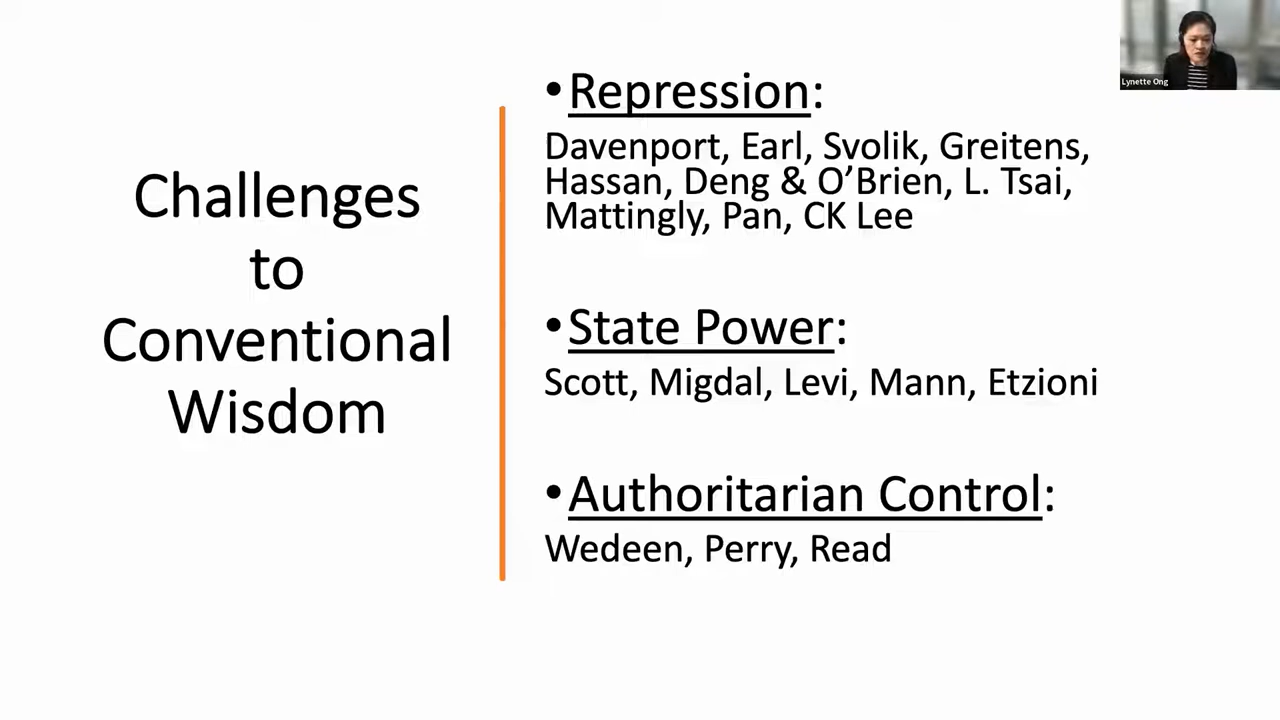 Challenges
to
Conventional
Wisdom
•Repression:
Davenport, Earl, Svolik, Greitens,
Hassan, Deng & O’Brien, L. Tsai,
Mattingly, Pan, CK Lee
•State Power:
Scott, Migdal, Levi, Mann, Etzioni
•Authoritarian Control:
Wedeen, Perry, Read
Lynette Ong